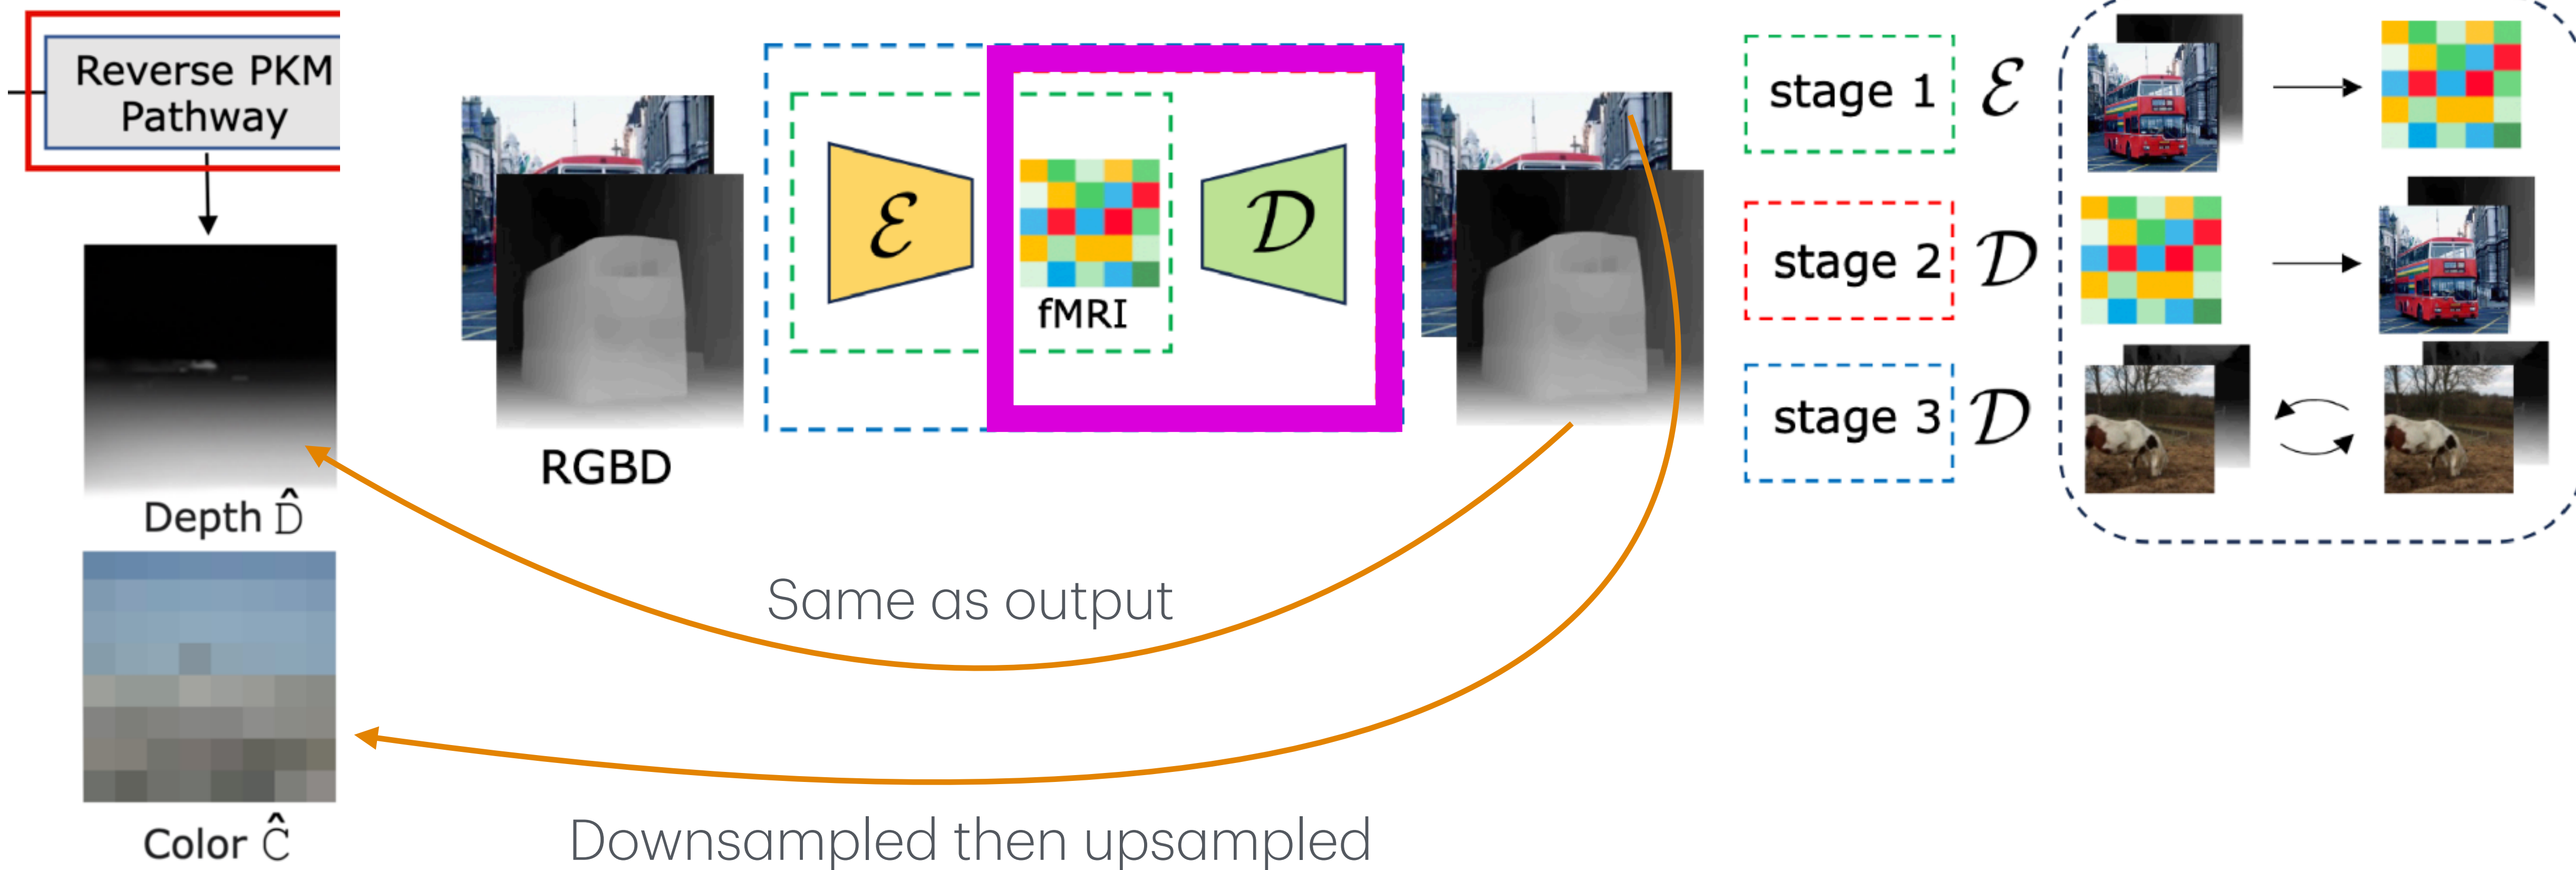 Reverse PKM
Pathway
Depth D̂
Color Ĉ
RGBD
ℰ
fMRI
𝒟
Same as output
Downsampled then upsampled
stage 1 ℰ
stage 2 𝒟
stage 3 𝒟